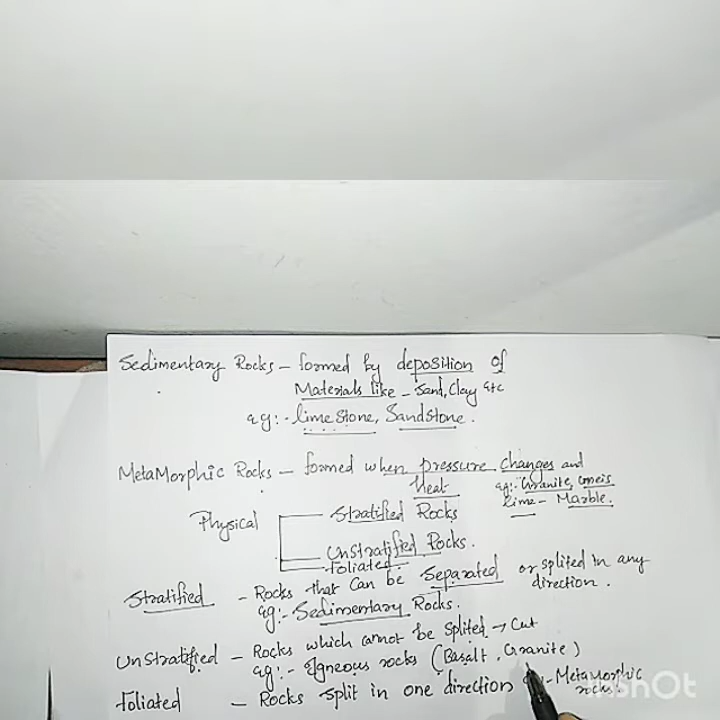 Sedimentary Rocks – formed by deposition of
Materials like – Sand, Clay etc
eg:- lime stone, Sandstone.
MetaMorphic Rocks – formed when pressure changes and
Heat
eg:- Granite, Gneis
lime – Marble.
Physical
Stratified Rocks
Unstratified Rocks.
foliated
Stratified – Rocks that can be Separated or splited in any
direction.
eg:- Sedimentary Rocks.
Unstratified – Rocks which cannot be splited → cut
eg:- Igneous rocks (Basalt, Granite)
foliated – Rocks split in one direction
Metamorphic
rocks.
InShOt